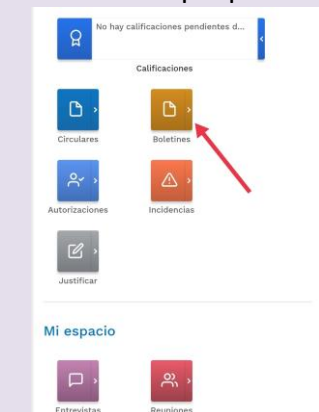 No hay calificaciones pendientes d...
Calificaciones
Circulares
Boletines
Autorizaciones
Incidencias
Justificar
Mi espacio
Entrevistas
Reuniones